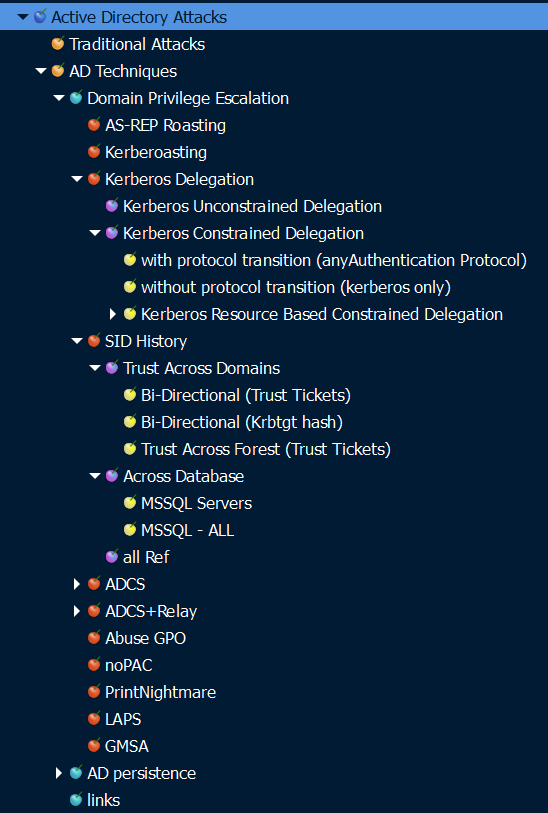 Active Directory Attacks
Traditional Attacks
AD Techniques
Domain Privilege Escalation
AS-REP Roasting
Kerberoasting
Kerberos Delegation
Kerberos Unconstrained Delegation
Kerberos Constrained Delegation
with protocol transition (anyAuthentication Protocol)
without protocol transition (kerberos only)
Kerberos Resource Based Constrained Delegation
SID History
Trust Across Domains
Bi-Directional (Trust Tickets)
Bi-Directional (Krbtgt hash)
Trust Across Forest (Trust Tickets)
Across Database
MSSQL Servers
MSSQL - ALL
all Ref
ADCS
ADCS+Relay
Abuse GPO
noPAC
PrintNightmare
LAPS
GMSA
AD persistence
links